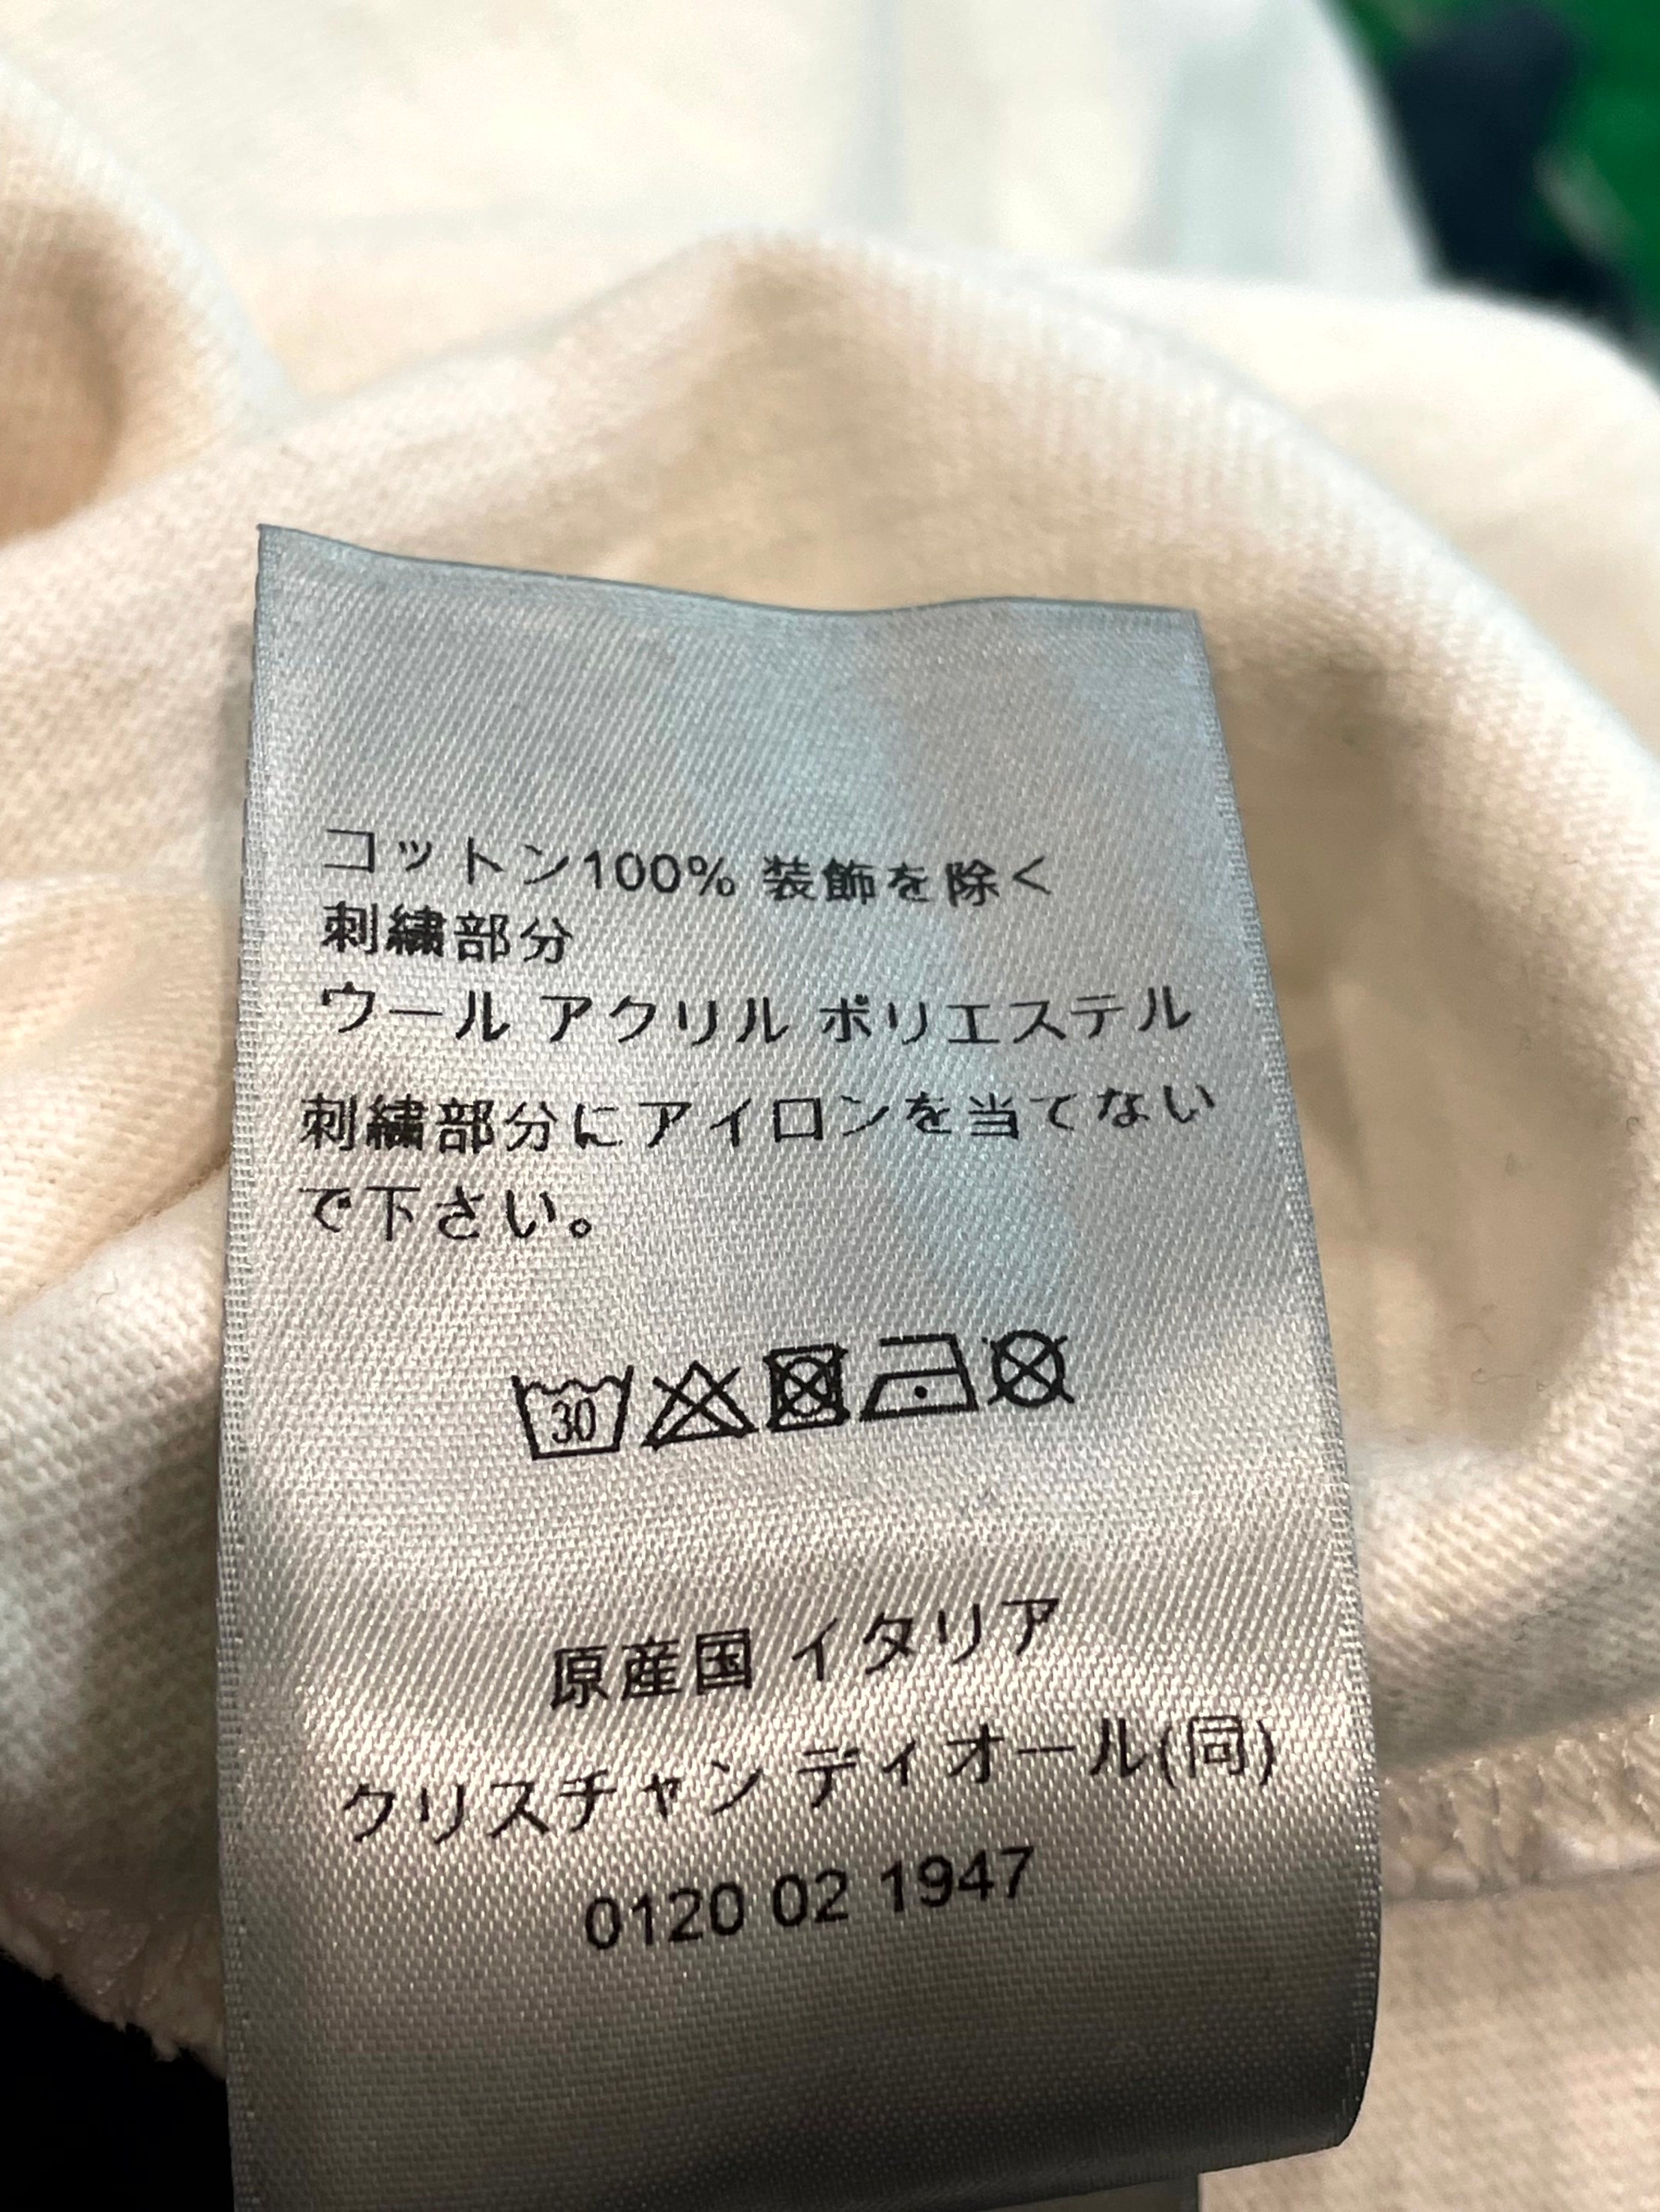 コットン100% 装飾を除く
刺繍部分
ウール アクリル ポリエステル
刺繍部分にアイロンを当てない
で下さい。
30
原産国 イタリア
クリスチャン ディオール(同)
0120 02 1947